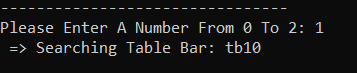 --------------------------------
Please Enter A Number From 0 To 2: 1
 => Searching Table Bar: tb10